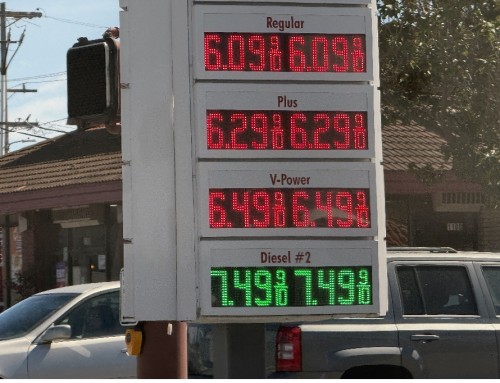 Regular
6.09 9/10 6.09 9/10
Plus
6.29 9/10 6.29 9/10
V-Power
6.49 9/10 6.49 9/10
Diesel #2
7.49 9/10 7.49 9/10